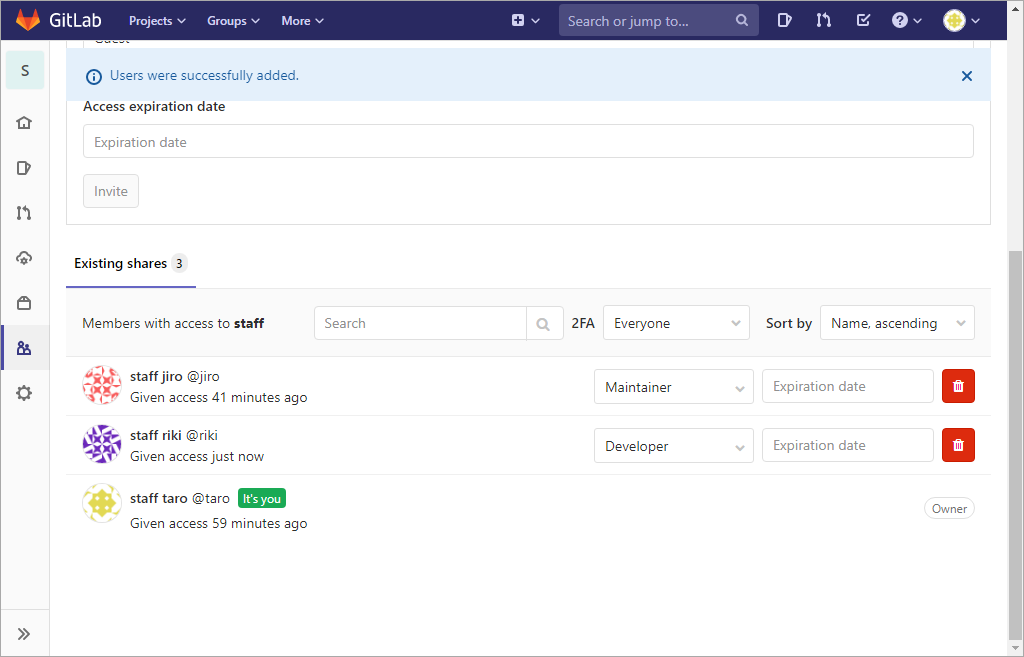 GitLab Projects Groups More Search or jump to...
S
Users were successfully added.
Access expiration date
Expiration date
Invite
Existing shares 3
Members with access to staff Search 2FA Everyone Sort by Name, ascending
staff jiro @jiro
Given access 41 minutes ago
Maintainer Expiration date
staff riki @riki
Given access just now
Developer Expiration date
staff taro @taro It's you
Given access 59 minutes ago
Owner